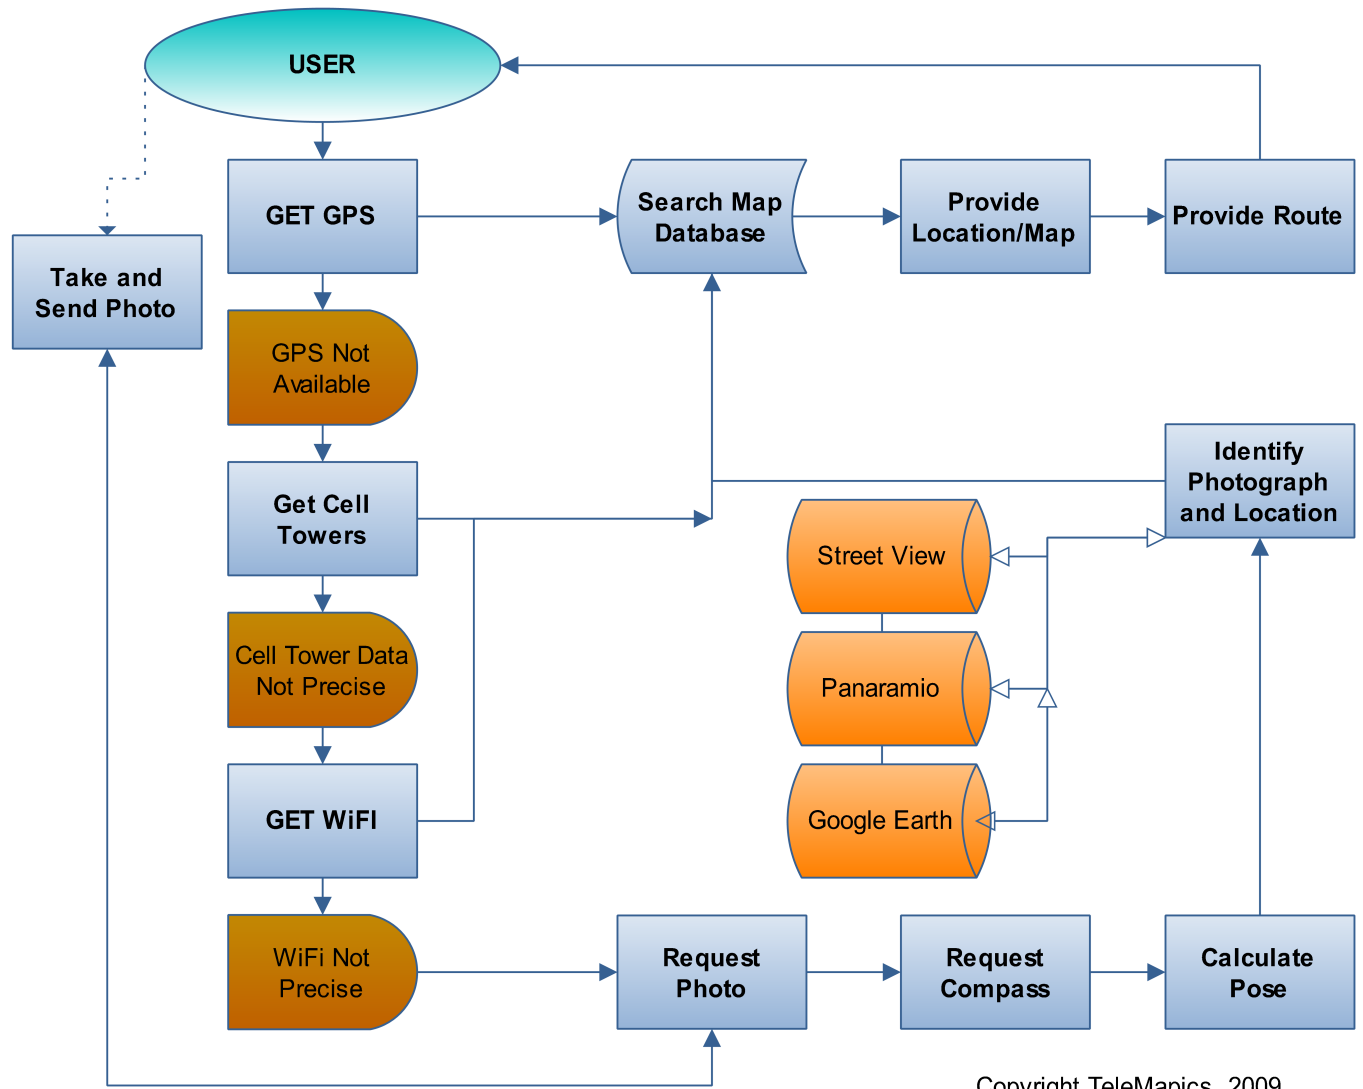 USER
GET GPS
Search Map
Database
Provide
Location/Map
Provide Route
Take and
Send Photo
GPS Not
Available
Get Cell
Towers
Identify
Photograph
and Location
Street View
Cell Tower Data
Not Precise
Panaramio
GET WiFI
Google Earth
WiFi Not
Precise
Request
Photo
Request
Compass
Calculate
Pose
Copyright TeleMapics, 2009